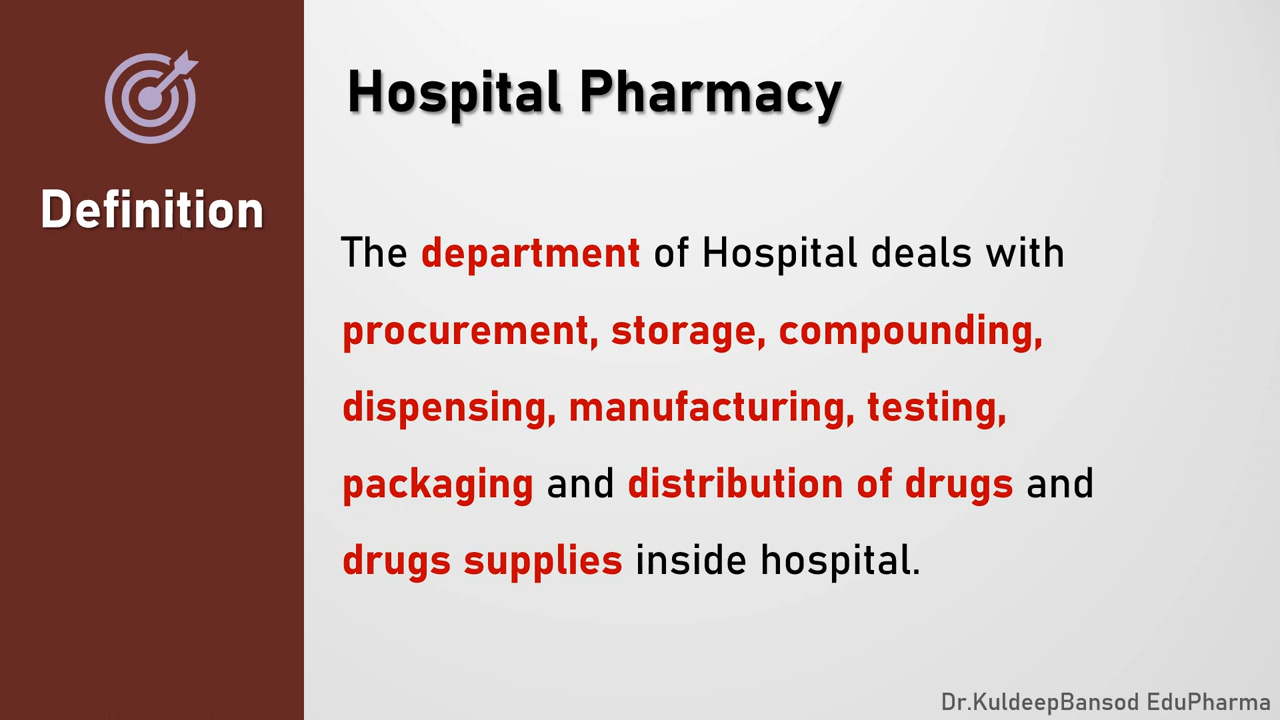 Definition
Hospital Pharmacy
The department of Hospital deals with
procurement, storage, compounding,
dispensing, manufacturing, testing,
packaging and distribution of drugs and
drugs supplies inside hospital.
Dr.KuldeepBansod EduPharma